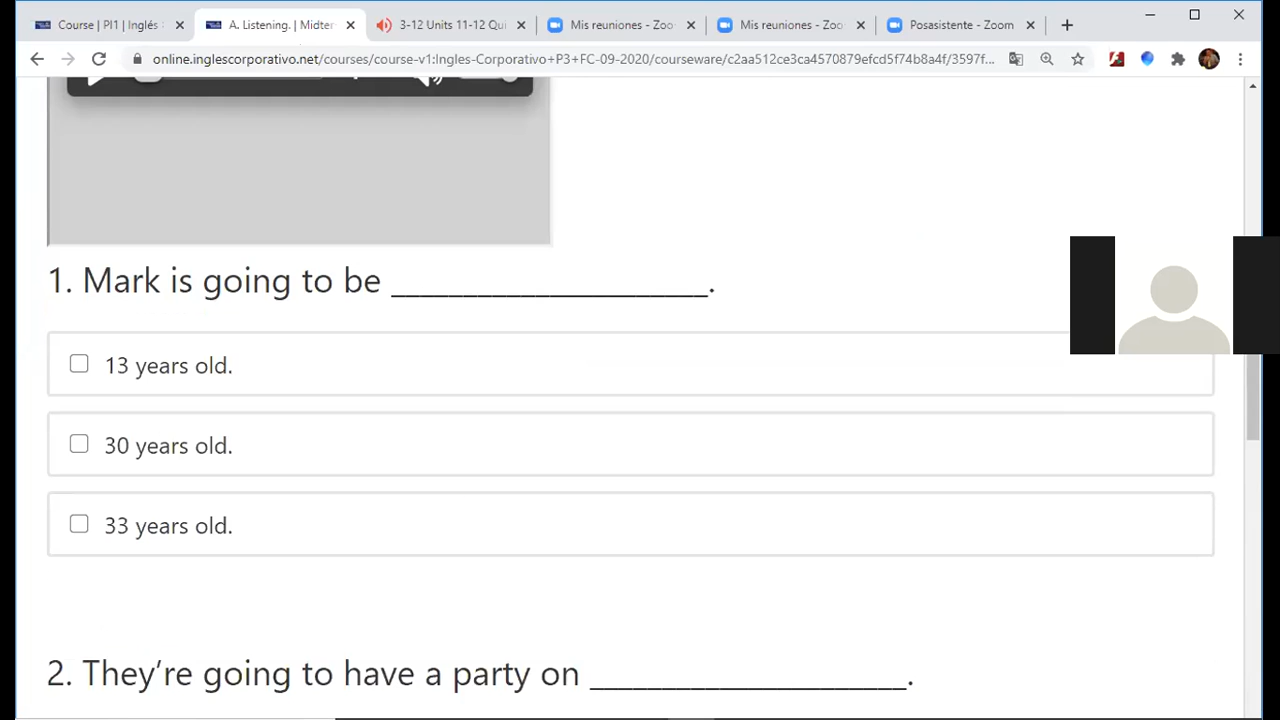 Course | PI1 | Inglés
A. Listening. | Midter
3-12 Units 11-12 Qui
Mis reuniones - Zoo
Mis reuniones - Zoo
Posasistente - Zoom
online.inglescorporativo.net/courses/course-v1:Ingles-Corporativo+P3+FC-09-2020/courseware/c2aa512ce3ca4570879efcd5f74b8a4f/3597f...
1. Mark is going to be ____________________.
13 years old.
30 years old.
33 years old.
2. They’re going to have a party on ____________________.